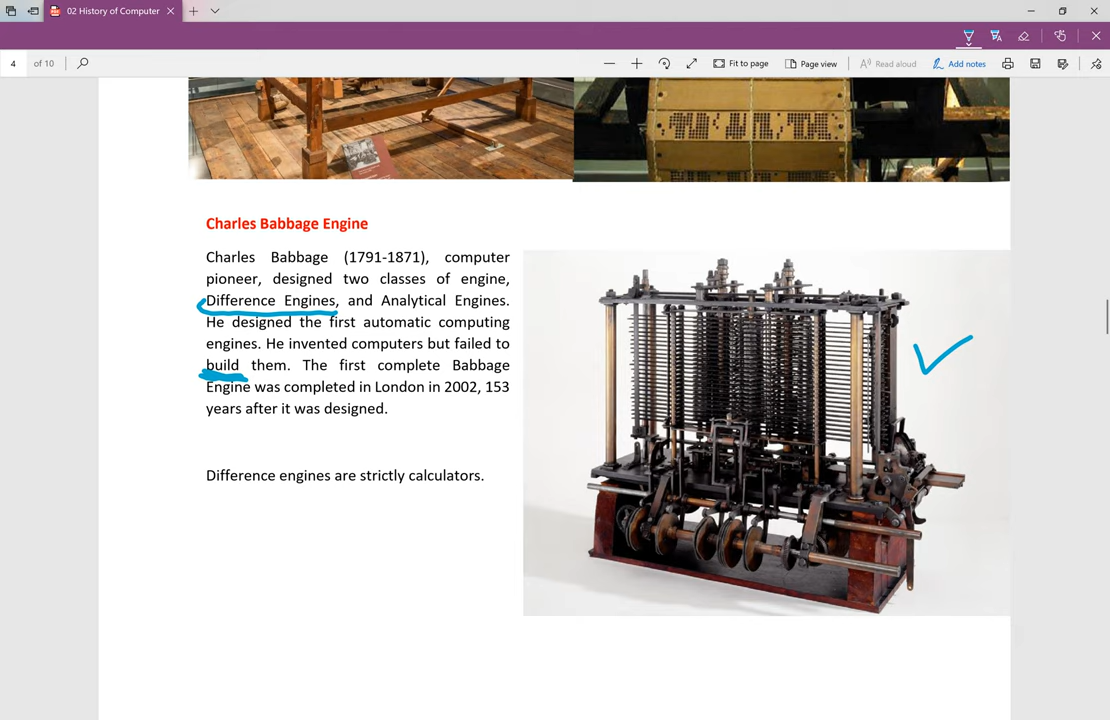 02 History of Computer
4 of 10
Fit to page
Page view
Read aloud
Add notes
Charles Babbage Engine
Charles Babbage (1791-1871), computer
pioneer, designed two classes of engine,
Difference Engines, and Analytical Engines.
He designed the first automatic computing
engines. He invented computers but failed to
build them. The first complete Babbage
Engine was completed in London in 2002, 153
years after it was designed.
Difference engines are strictly calculators.